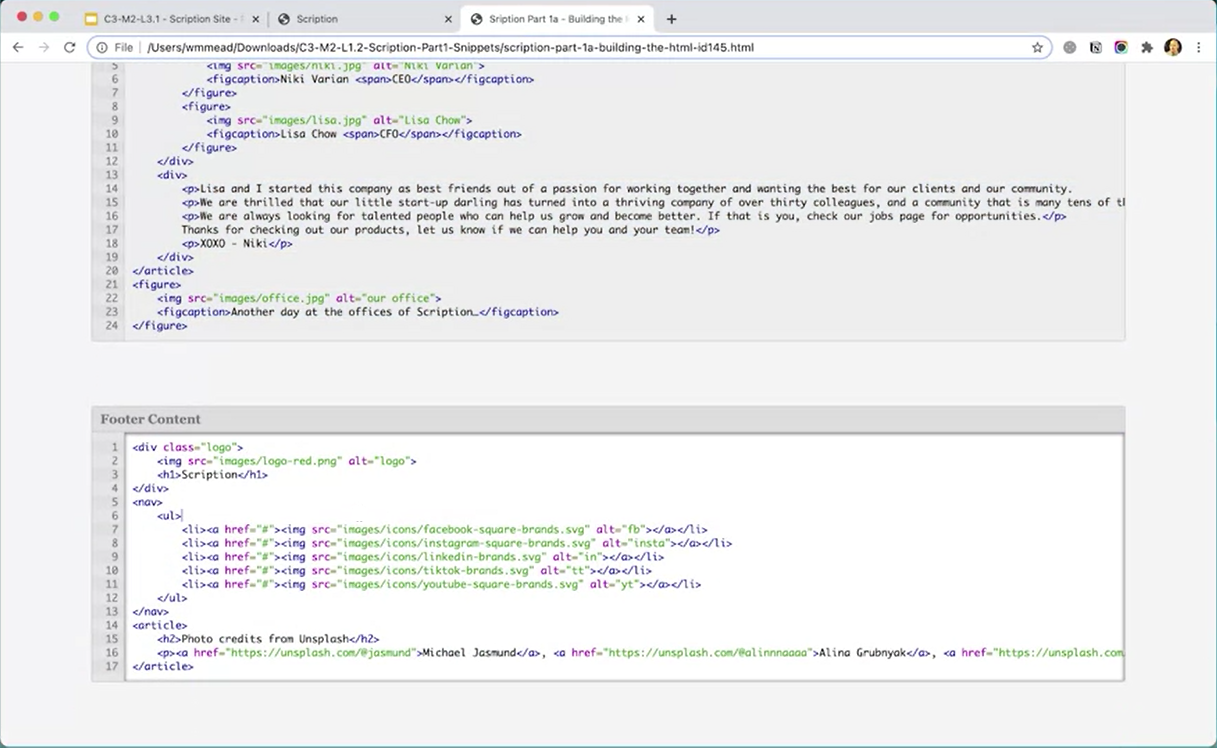 C3-M2-L3.1 - Scription Site -
Scription
Sription Part 1a - Building the
File /Users/wmmead/Downloads/C3-M2-L1.2-Scription-Part1-Snippets/scription-part-1a-building-the-html-id145.html
5 <img src="images/niki.jpg" alt="Niki Varian">
6 <figcaption>Niki Varian <span>CEO</span></figcaption>
7 </figure>
8 <figure>
9 <img src="images/lisa.jpg" alt="Lisa Chow">
10 <figcaption>Lisa Chow <span>CFO</span></figcaption>
11 </figure>
12 </div>
13 <div>
14 <p>Lisa and I started this company as best friends out of a passion for working together and wanting the best for our clients and our community.
15 <p>We are thrilled that our little start-up darling has turned into a thriving company of over thirty colleagues, and a community that is many tens of
16 <p>We are always looking for talented people who can help us grow and become better. If that is you, check our jobs page for opportunities.</p>
17 Thanks for checking out our products, let us know if we can help you and your team!</p>
18 <p>XOXO - Niki</p>
19 </div>
20 </article>
21 <figure>
22 <img src="images/office.jpg" alt="our office">
23 <figcaption>Another day at the offices of Scription…</figcaption>
24 </figure>
Footer Content
1 <div class="logo">
2 <img src="images/logo-red.png" alt="logo">
3 <h1>Scription</h1>
4 </div>
5 <nav>
6 <ul>
7 <li><a href="#"><img src="images/icons/facebook-square-brands.svg" alt="fb"></a></li>
8 <li><a href="#"><img src="images/icons/instagram-square-brands.svg" alt="insta"></a></li>
9 <li><a href="#"><img src="images/icons/linkedin-brands.svg" alt="in"></a></li>
10 <li><a href="#"><img src="images/icons/tiktok-brands.svg" alt="tt"></a></li>
11 <li><a href="#"><img src="images/icons/youtube-square-brands.svg" alt="yt"></a></li>
12 </ul>
13 </nav>
14 <article>
15 <h2>Photo credits from Unsplash</h2>
16 <p><a href="https://unsplash.com/@jasmund">Michael Jasmund</a>, <a href="https://unsplash.com/@alinnnaaaa">Alina Grubnyak</a>, <a href="https://unsplash.com
17 </article>